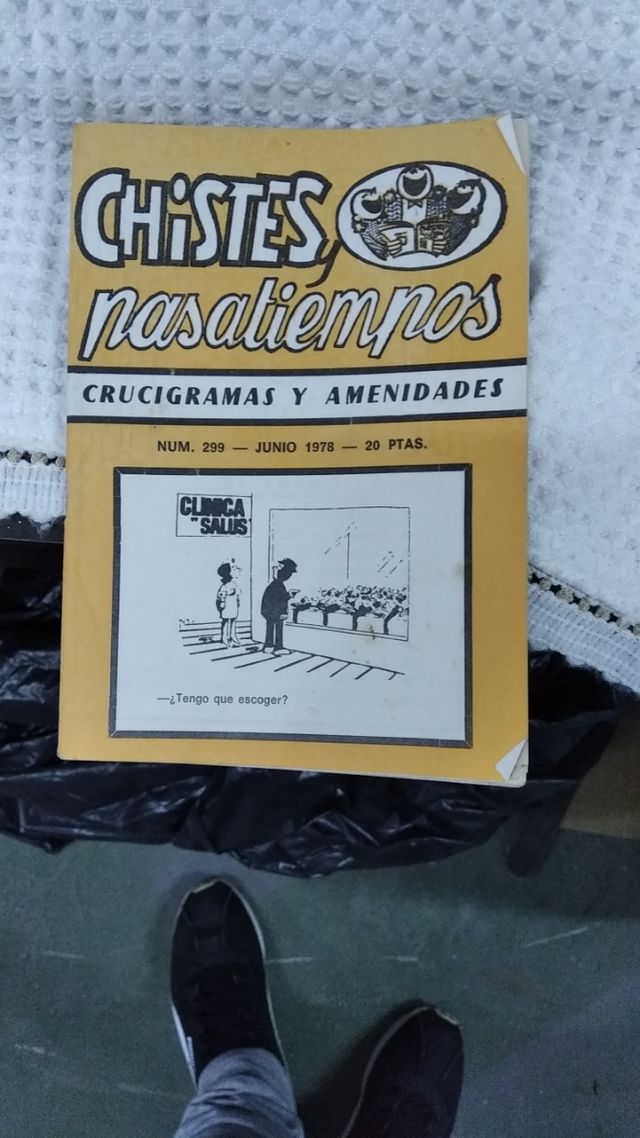 CHiSTES y
pasatiempos
CRUCIGRAMAS Y AMENIDADES
NUM. 299 — JUNIO 1978 — 20 PTAS.
CLINICA
"SALUS"
—¿Tengo que escoger?